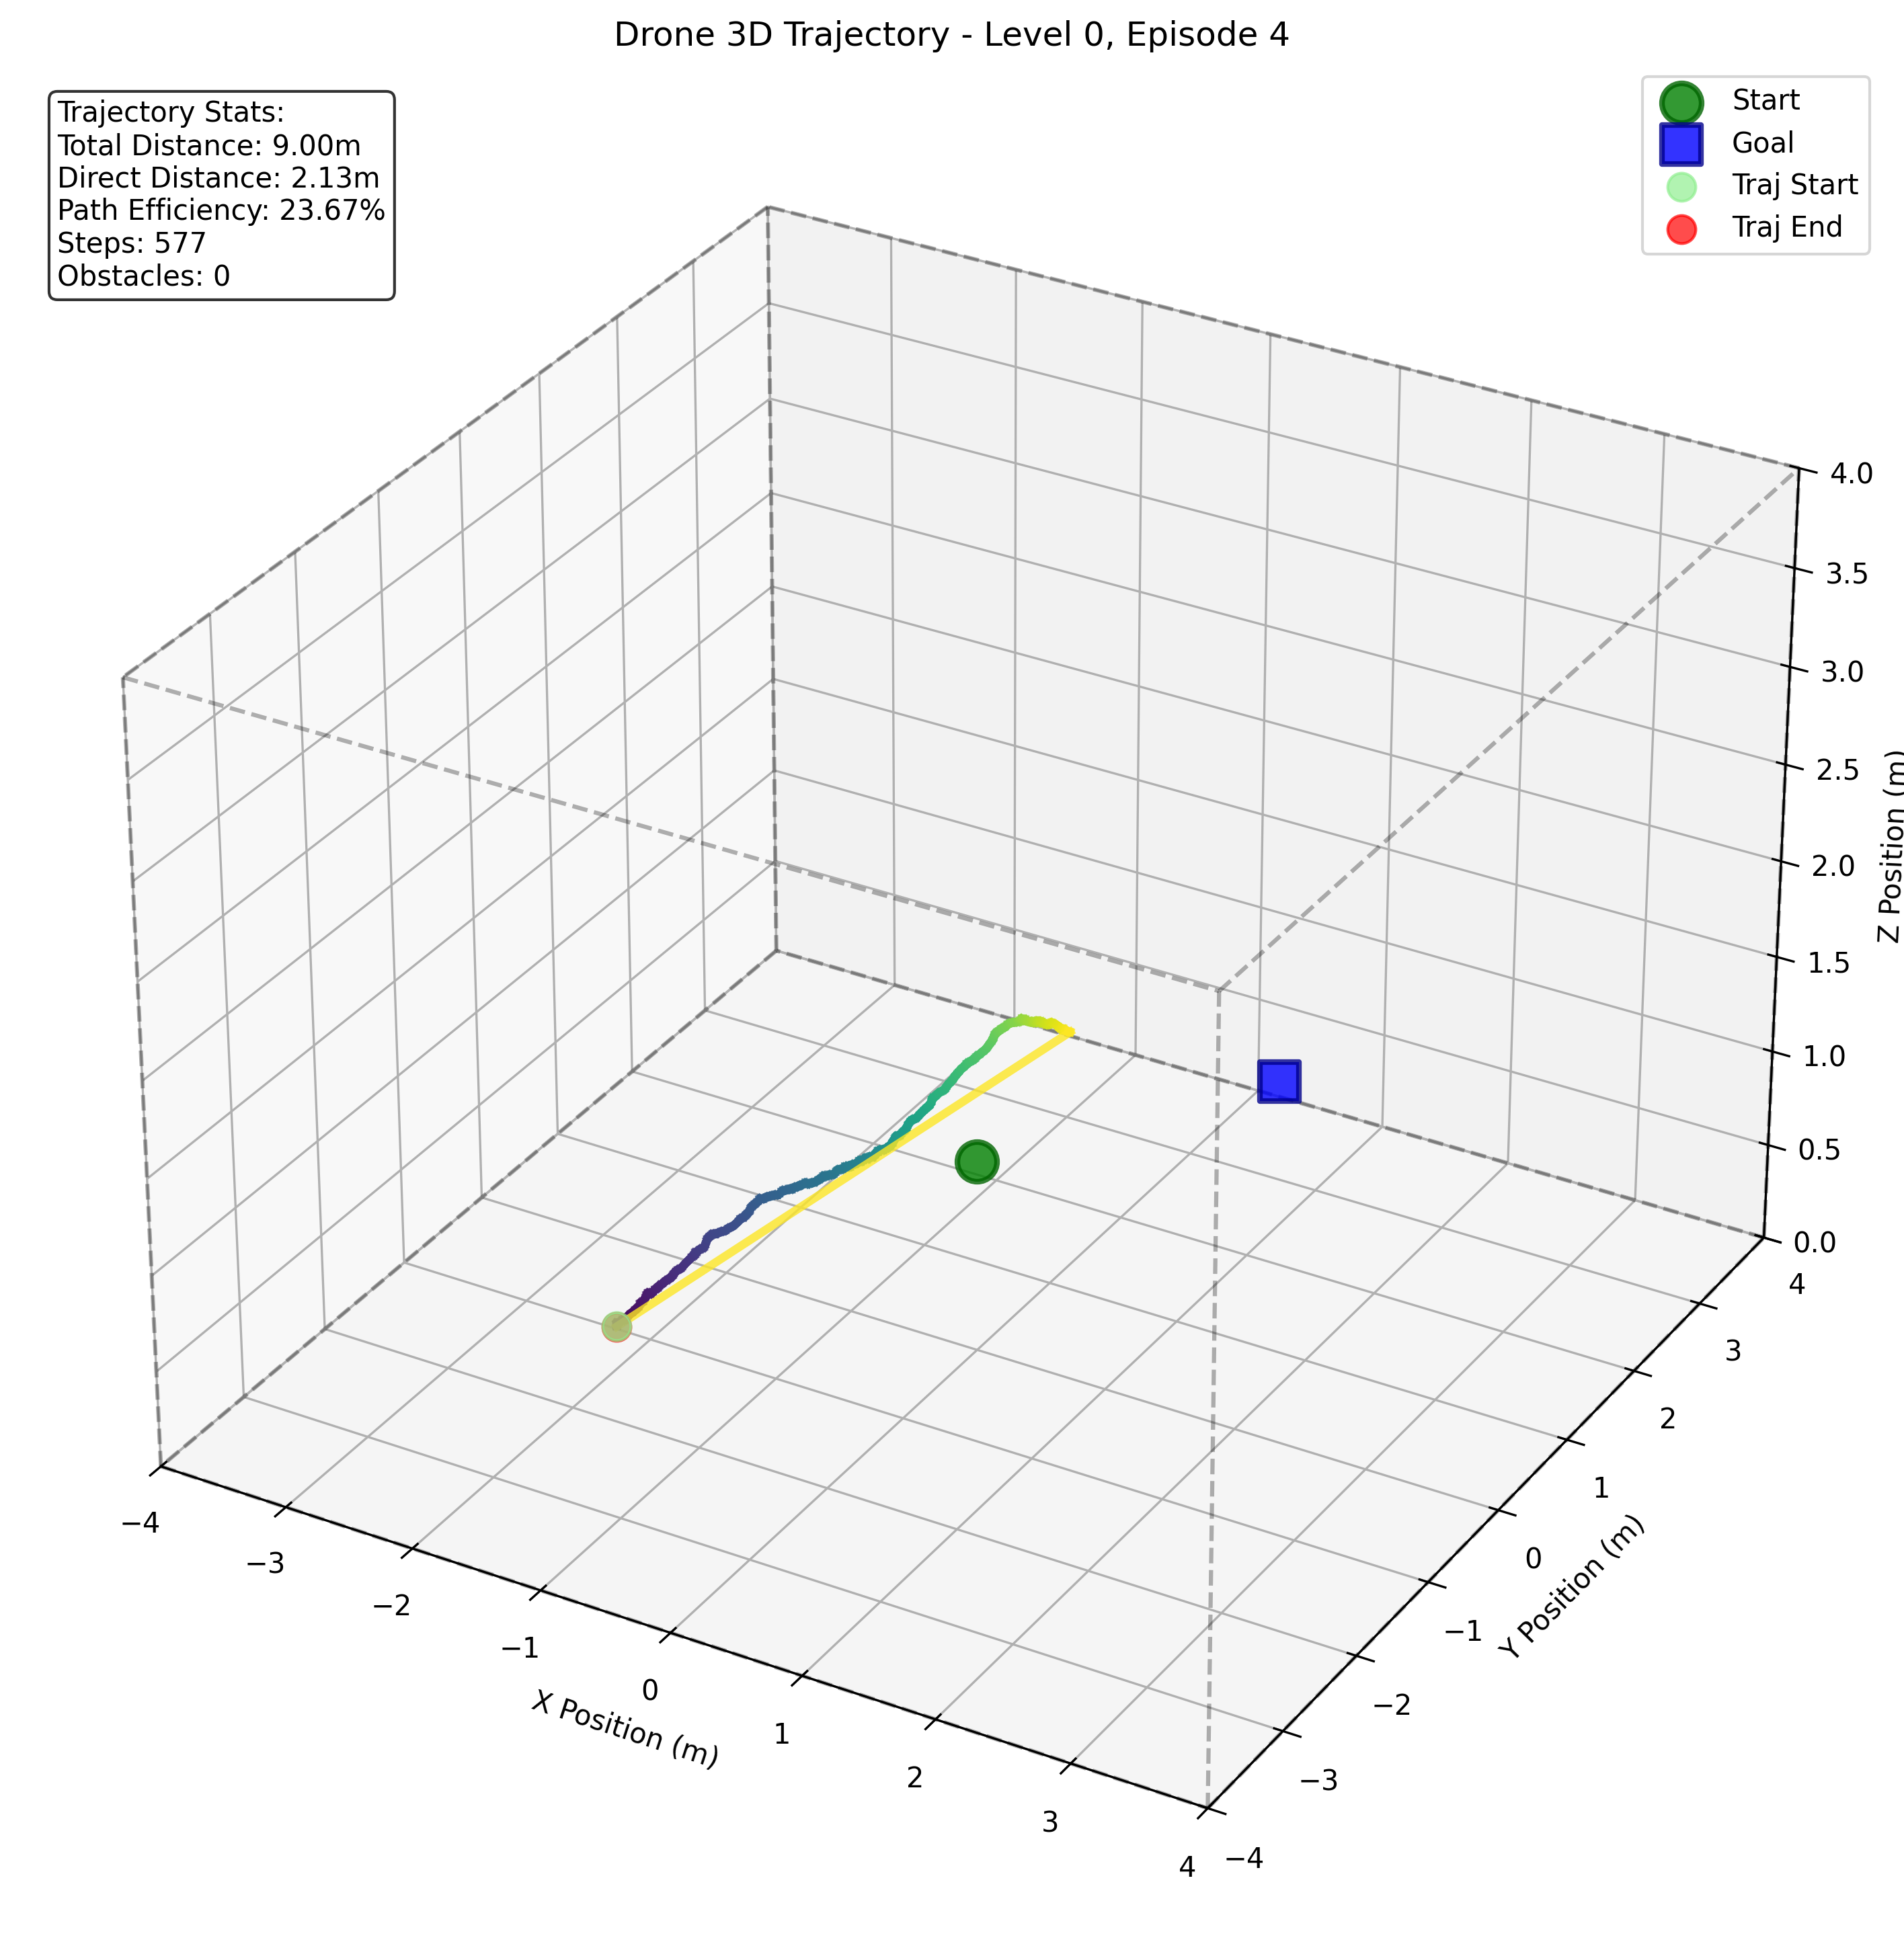 Drone 3D Trajectory - Level 0, Episode 4
Trajectory Stats:
Total Distance: 9.00m
Direct Distance: 2.13m
Path Efficiency: 23.67%
Steps: 577
Obstacles: 0
Start
Goal
Traj Start
Traj End
4.0
3.5
3.0
2.5
2.0
1.5
1.0
0.5
0.0
Z Position (m)
4
3
2
1
0
−1
−2
−3
−4
Y Position (m)
−4
−3
−2
−1
0
1
2
3
4
X Position (m)